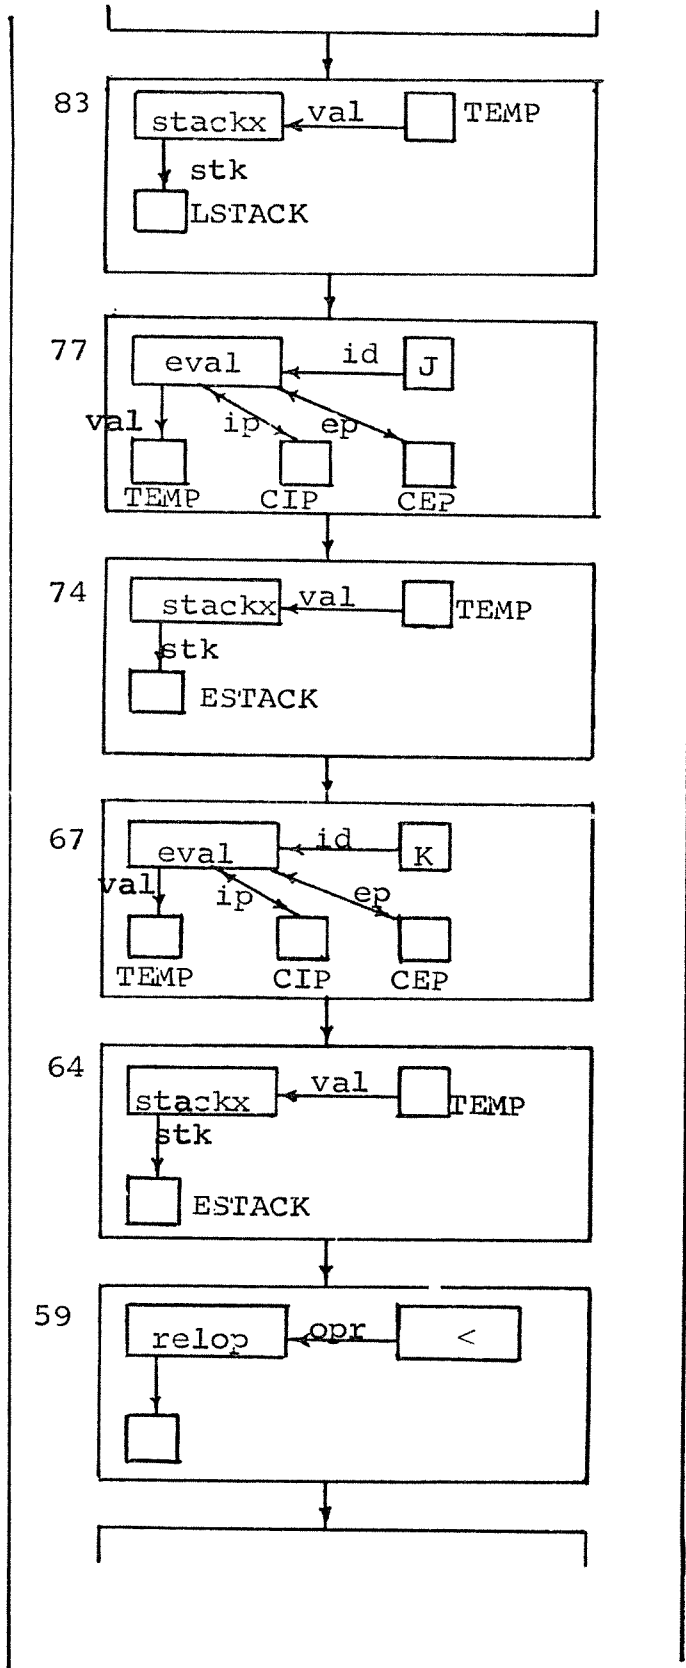 83 stackx val TEMP
stk
LSTACK
77 eval id J
val ip ep
TEMP CIP CEP
74 stackx val TEMP
stk
ESTACK
67 eval id K
val ip ep
TEMP CIP CEP
64 stackx val TEMP
stk
ESTACK
59 relop opr <